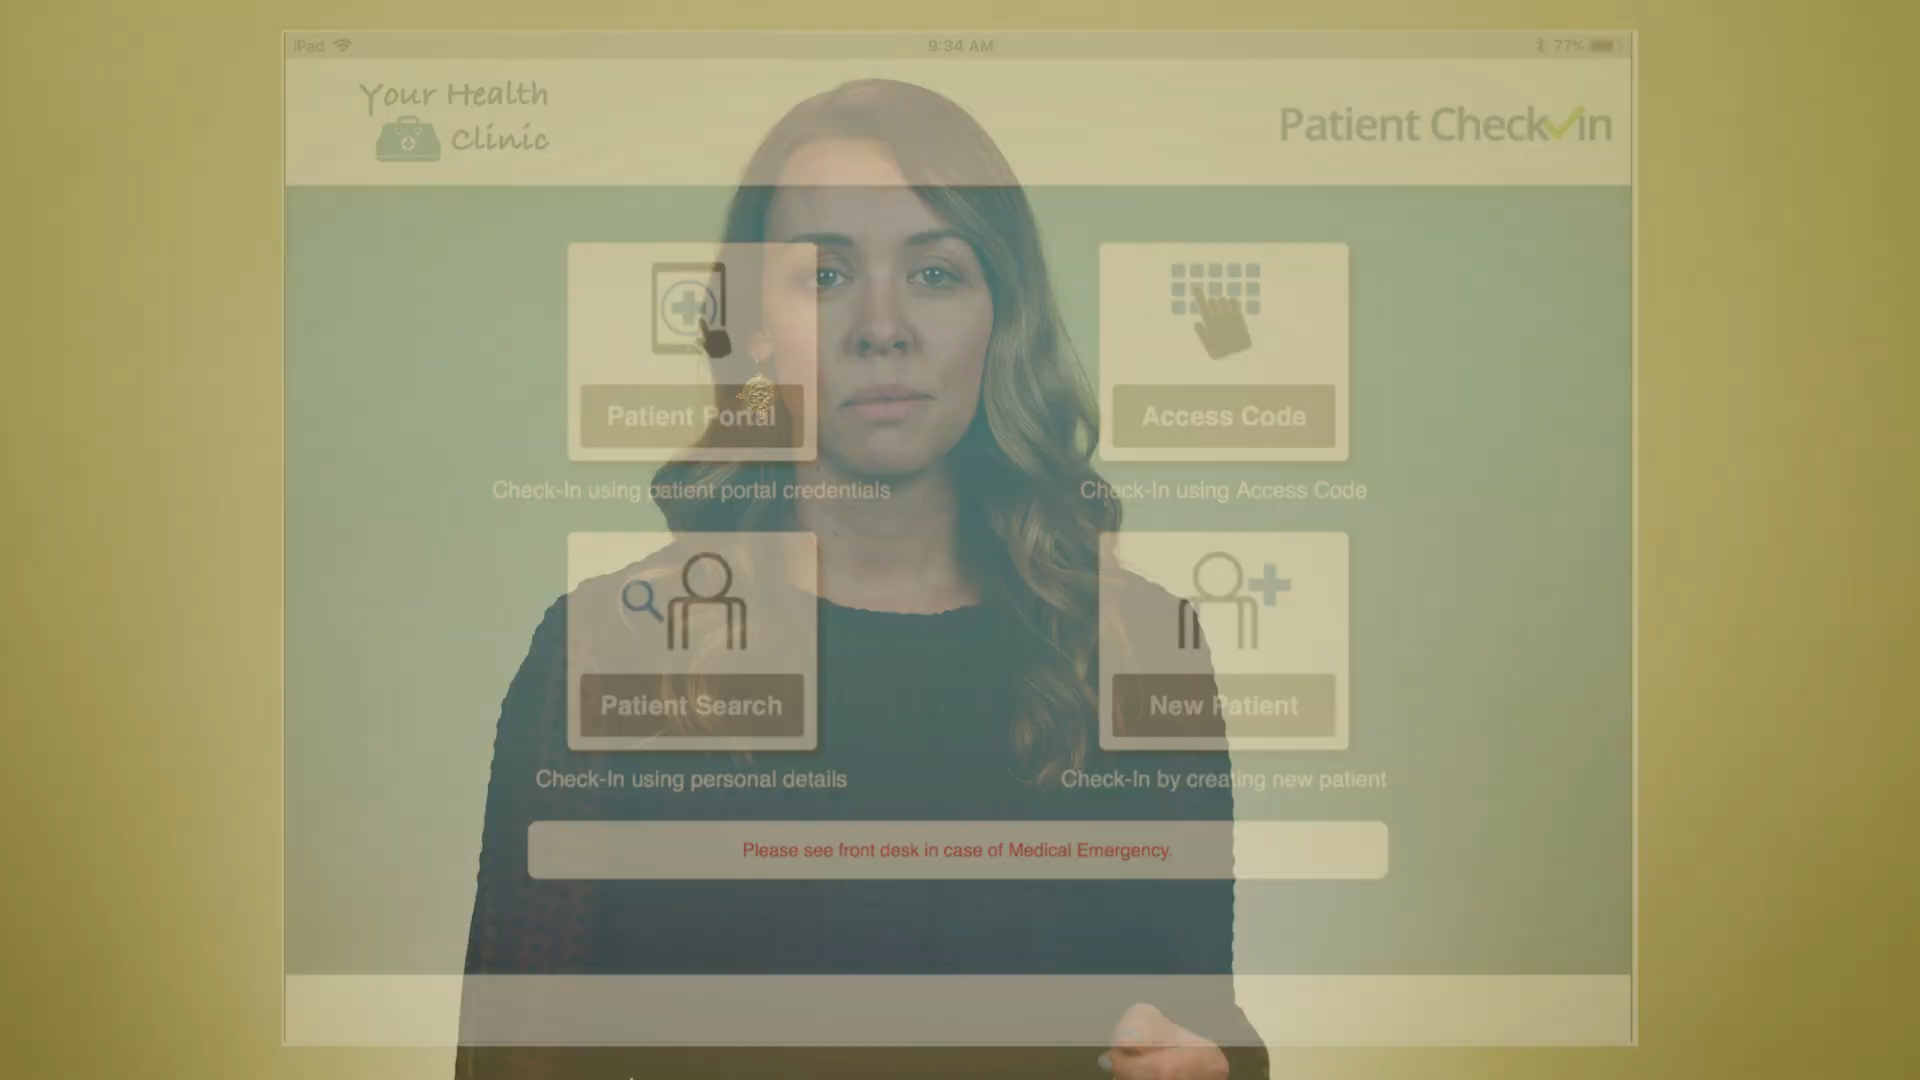 iPad
9:34 AM
77%
Your Health
Clinic
Patient Check in
Patient Portal
Access Code
Check-In using patient portal credentials
Check-In using Access Code
Patient Search
New Patient
Check-In using personal details
Check-In by creating new patient
Please see front desk in case of Medical Emergency.